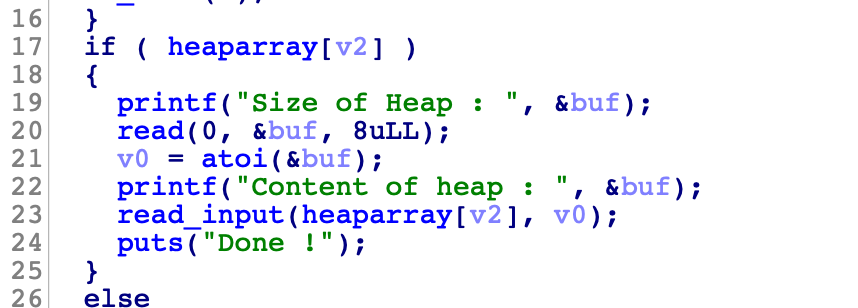 16 }
17 if ( heaparray[v2] )
18 {
19 printf("Size of Heap : ", &buf);
20 read(0, &buf, 8uLL);
21 v0 = atoi(&buf);
22 printf("Content of heap : ", &buf);
23 read_input(heaparray[v2], v0);
24 puts("Done !");
25 }
26 else